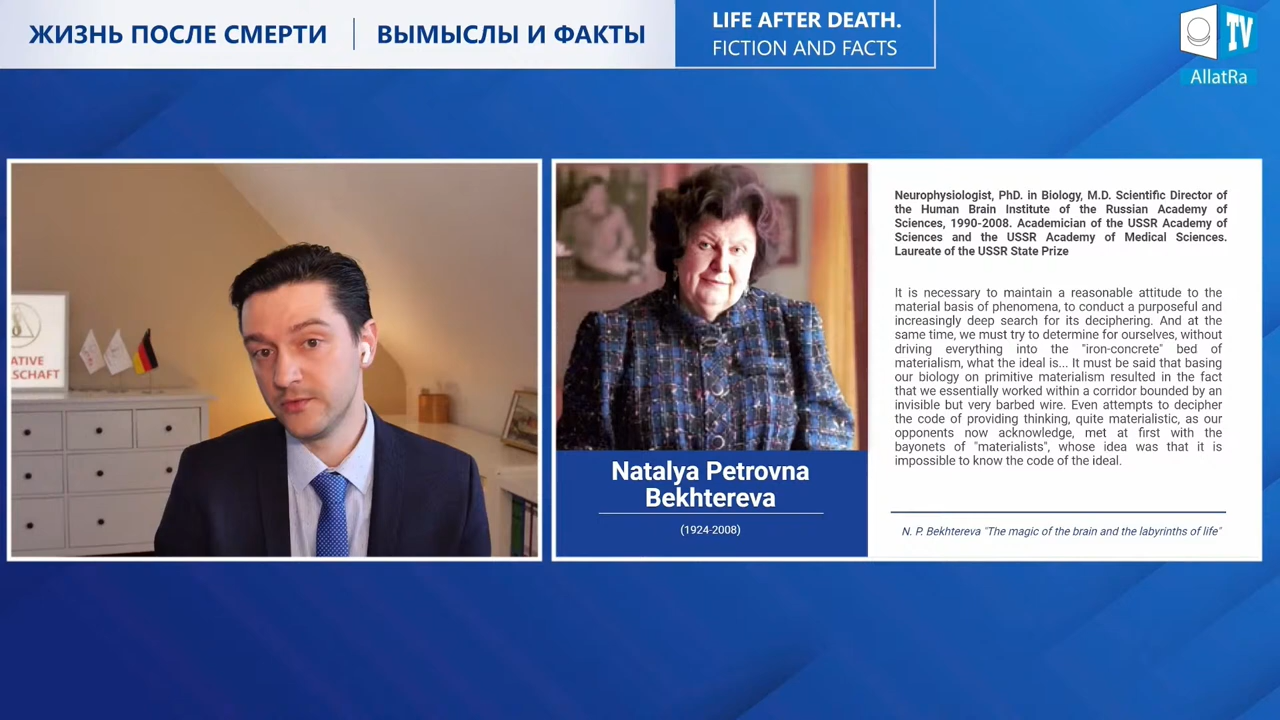 ЖИЗНЬ ПОСЛЕ СМЕРТИ
ВЫМЫСЛЫ И ФАКТЫ
LIFE AFTER DEATH.
FICTION AND FACTS
TV
AllatRa
ATIVE
SCHAFT
Natalya Petrovna
Bekhtereva
(1924-2008)
Neurophysiologist, PhD. in Biology, M.D. Scientific Director of
the Human Brain Institute of the Russian Academy of
Sciences, 1990-2008. Academician of the USSR Academy of
Sciences and the USSR Academy of Medical Sciences.
Laureate of the USSR State Prize
It is necessary to maintain a reasonable attitude to the
material basis of phenomena, to conduct a purposeful and
increasingly deep search for its deciphering. And at the
same time, we must try to determine for ourselves, without
driving everything into the "iron-concrete" bed of
materialism, what the ideal is... It must be said that basing
our biology on primitive materialism resulted in the fact
that we essentially worked within a corridor bounded by an
invisible but very barbed wire. Even attempts to decipher
the code of providing thinking, quite materialistic, as our
opponents now acknowledge, met at first with the
bayonets of "materialists", whose idea was that it is
impossible to know the code of the ideal.
N. P. Bekhtereva "The magic of the brain and the labyrinths of life"